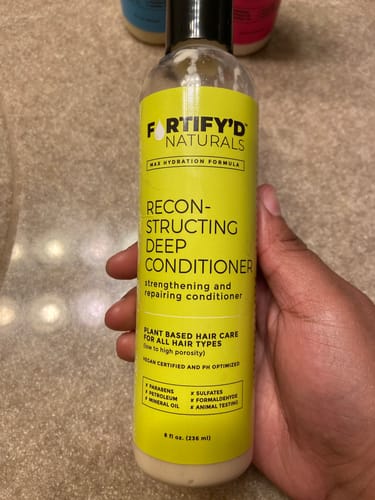 FORTIFY'D™
NATURALS
MAX HYDRATION FORMULA
RECON-
STRUCTING
DEEP
CONDITIONER
strengthening and
repairing conditioner
PLANT BASED HAIR CARE
FOR ALL HAIR TYPES
(low to high porosity)
VEGAN CERTIFIED AND PH OPTIMIZED
x PARABENS x SULFATES
x PETROLEUM x FORMALDEHYDE
x MINERAL OIL x ANIMAL TESTING
8 fl oz. (236 ml)